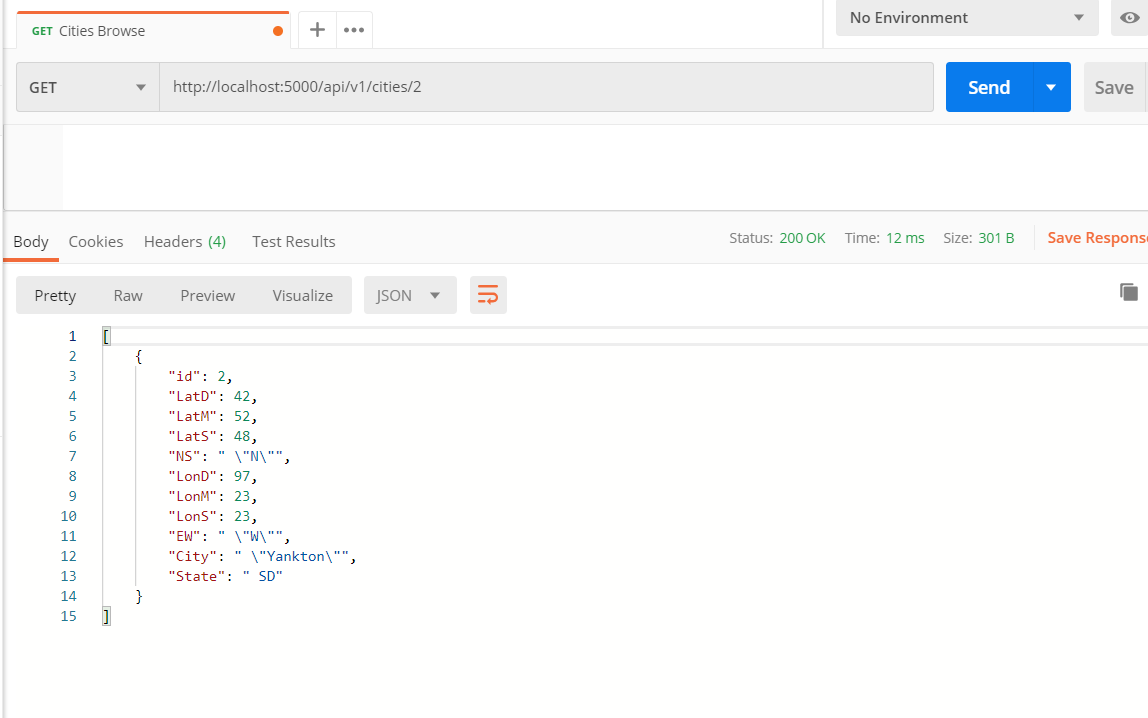 GET Cities Browse
No Environment
GET http://localhost:5000/api/v1/cities/2 Send Save
Body Cookies Headers (4) Test Results Status: 200 OK Time: 12 ms Size: 301 B Save Respons
Pretty Raw Preview Visualize JSON
1 [
2 {
3 "id": 2,
4 "LatD": 42,
5 "LatM": 52,
6 "LatS": 48,
7 "NS": " \"N\"",
8 "LonD": 97,
9 "LonM": 23,
10 "LonS": 23,
11 "EW": " \"W\"",
12 "City": " \"Yankton\"",
13 "State": " SD"
14 }
15 ]